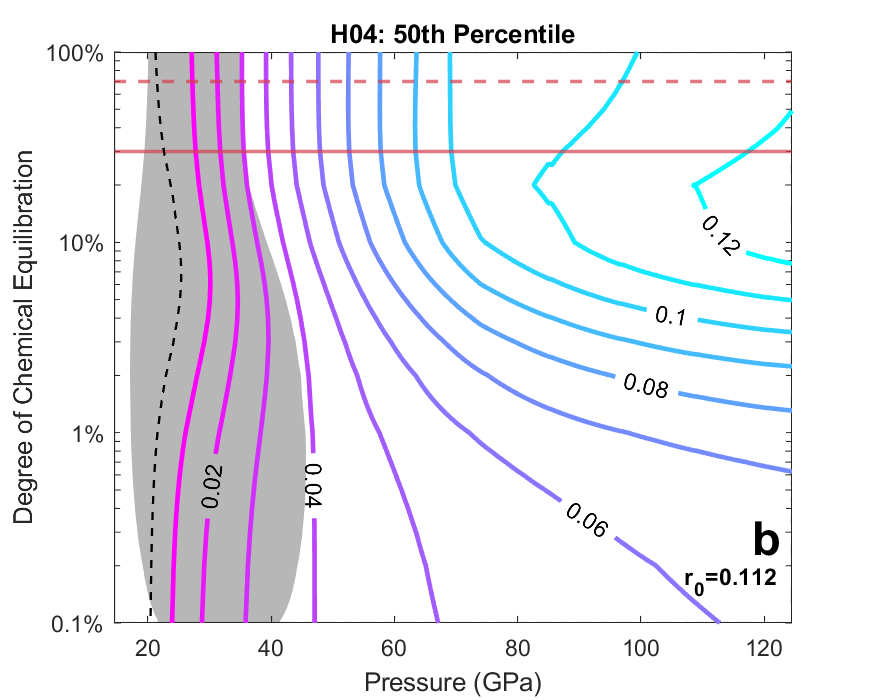 H04: 50th Percentile
100%
10%
1%
0.1%
Degree of Chemical Equilibration
0.12
0.1
0.08
0.06
0.04
0.02
b
r₀=0.112
20 40 60 80 100 120
Pressure (GPa)